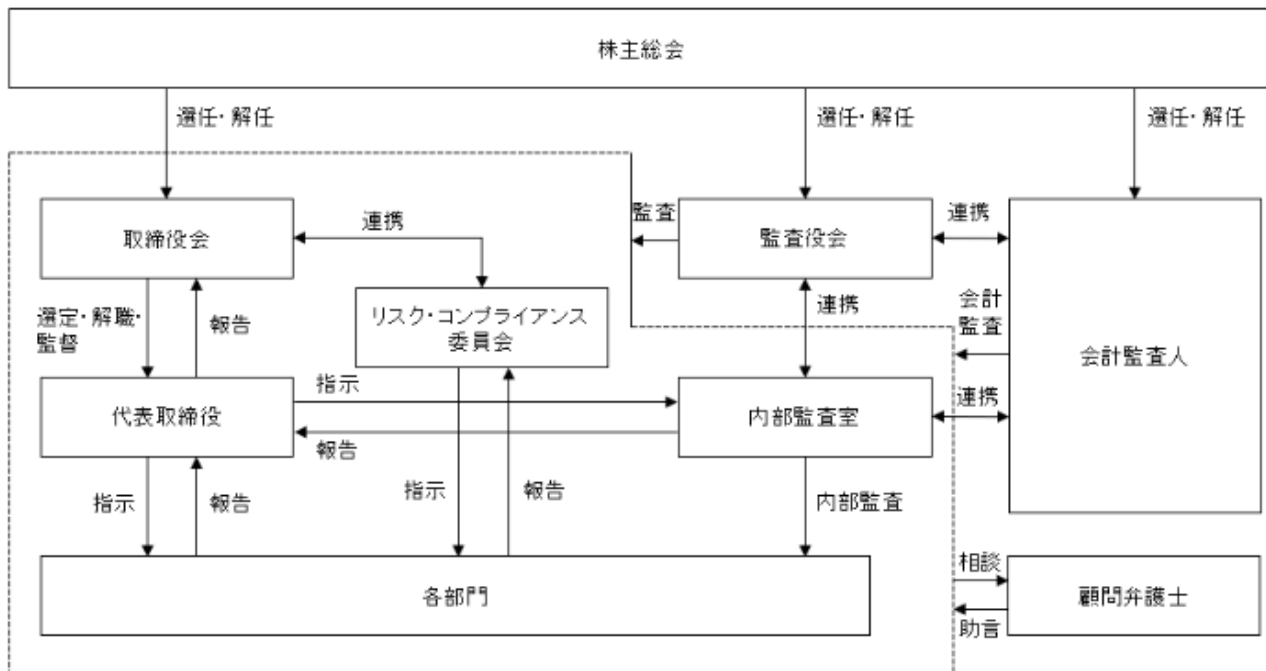 株主総会
選任・解任
選任・解任
選任・解任
取締役会
連携
監査
監査役会
連携
会計監査人
選定・解職・
監督
報告
リスク・コンプライアンス
委員会
連携
会計
監査
代表取締役
指示
報告
内部監査室
連携
指示
報告
指示
報告
内部監査
各部門
相談
助言
顧問弁護士